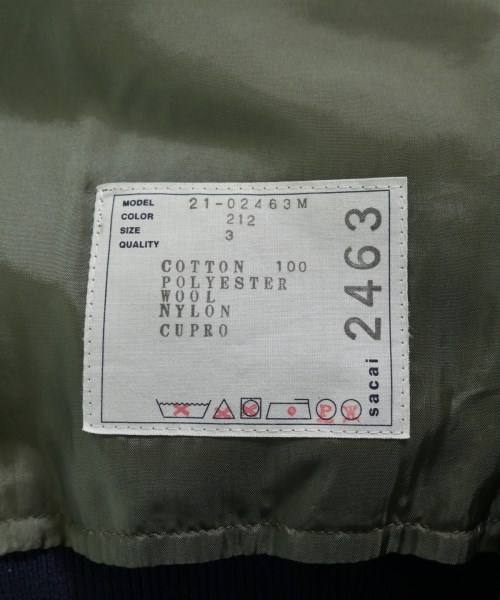 MODEL 21-02463M
COLOR 212
SIZE 3
QUALITY
COTTON 100
POLYESTER
WOOL
NYLON
CUPRO
P W
sacai 2463